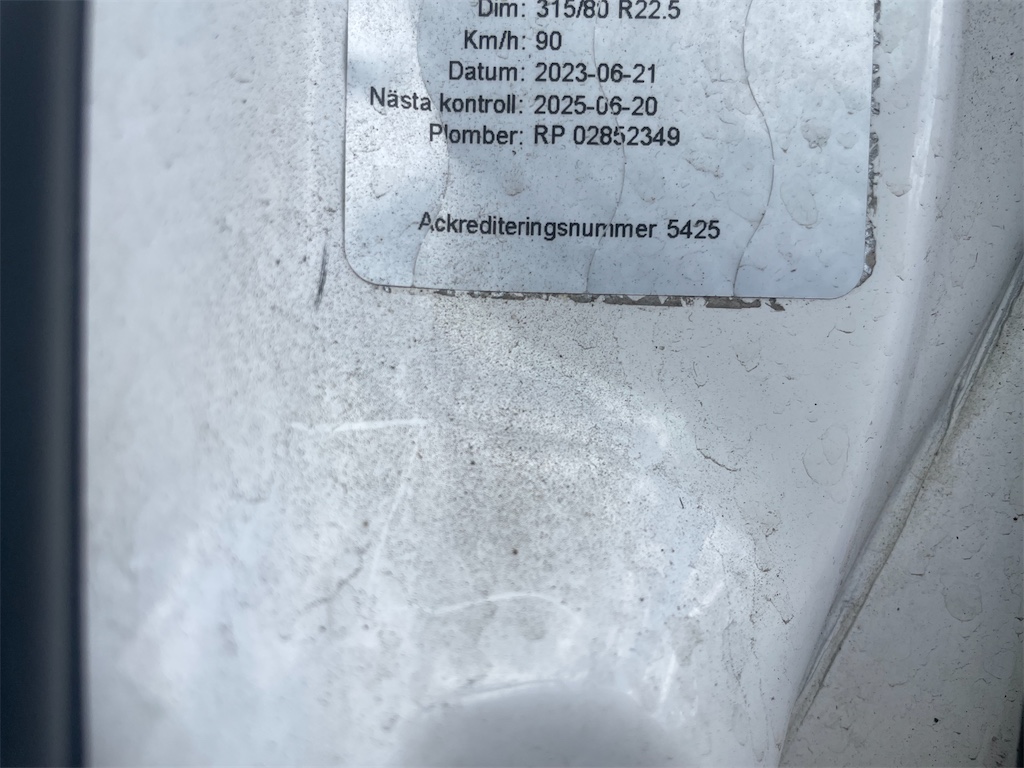 Dim: 315/80 R22.5
Km/h: 90
Datum: 2023-06-21
Nästa kontroll: 2025-06-20
Plomber: RP 02852349
Ackrediteringsnummer 5425